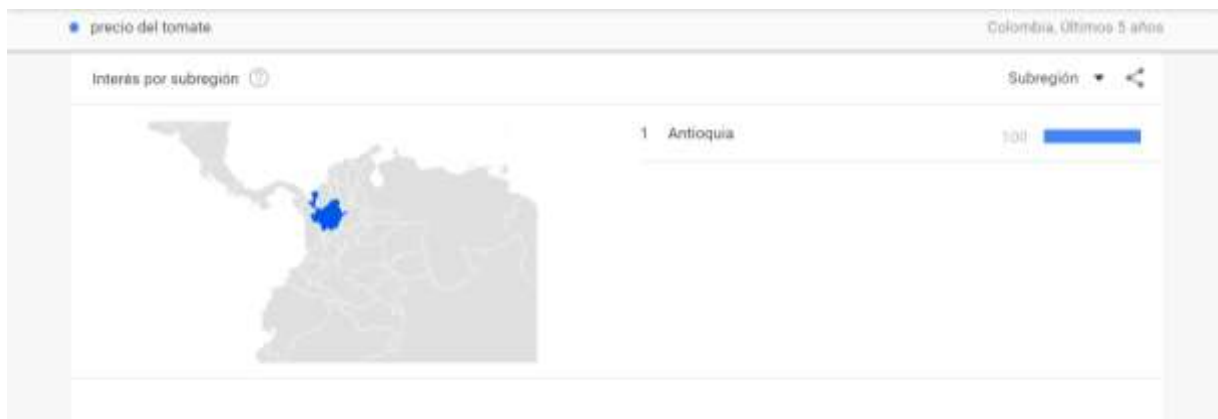 precio del tomate
Colombia, Últimos 5 años
Interés por subregión
Subregión
1 Antioquia
100